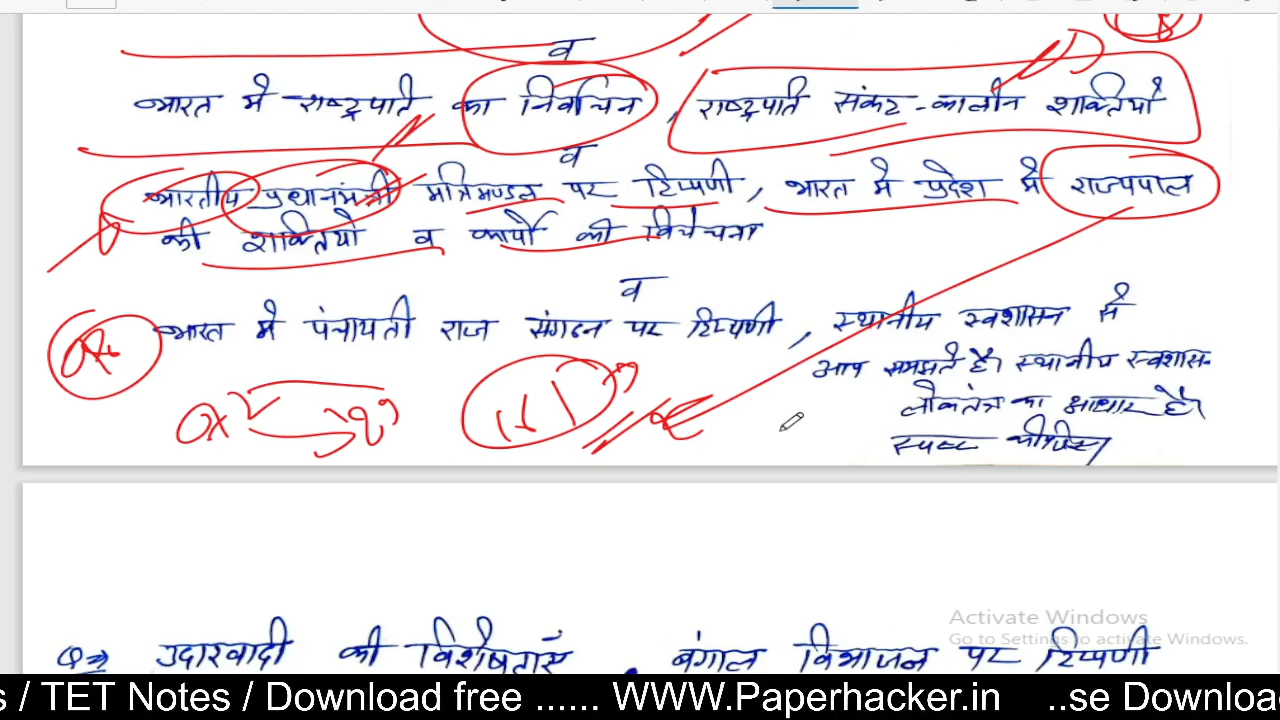 व
भारत में राष्ट्रपति का निर्वाचन , राष्ट्रपति संकट-कालीन शक्तियाँ
व
भारतीय प्रधानमंत्री मंत्रिमण्डल पर टिप्पणी, भारत में प्रदेश में राज्यपाल
की शक्तियों व कार्यों की विवेचना
व
भारत में पंचायती राज संगठन पर टिप्पणी , स्थानीय स्वशासन से
आप समझते है। स्थानीय स्वशासन
लोकतंत्र का आधार है।
स्पष्ट कीजिए।
Activate Windows
Go to Settings to activate Windows.
उदारवादी की विशेषताएं , बंगाल विभाजन पर टिप्पणी
s / TET Notes / Download free ...... WWW.Paperhacker.in ..se Downloa